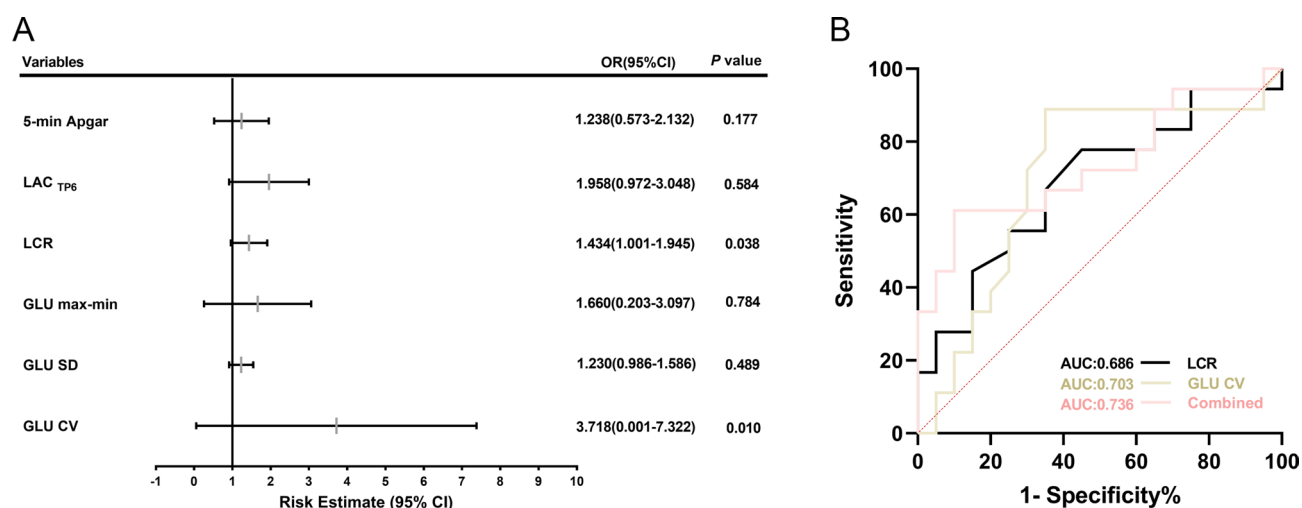 A
Variables OR(95%CI) P value
5-min Apgar 1.238(0.573-2.132) 0.177
LAC TP6 1.958(0.972-3.048) 0.584
LCR 1.434(1.001-1.945) 0.038
GLU max-min 1.660(0.203-3.097) 0.784
GLU SD 1.230(0.986-1.586) 0.489
GLU CV 3.718(0.001-7.322) 0.010
-1 0 1 2 3 4 5 6 7 8 9 10
Risk Estimate (95% CI)
B
Sensitivity
100
80
60
40
20
0
AUC:0.686 LCR
AUC:0.703 GLU CV
AUC:0.736 Combined
0 20 40 60 80 100
1- Specificity%